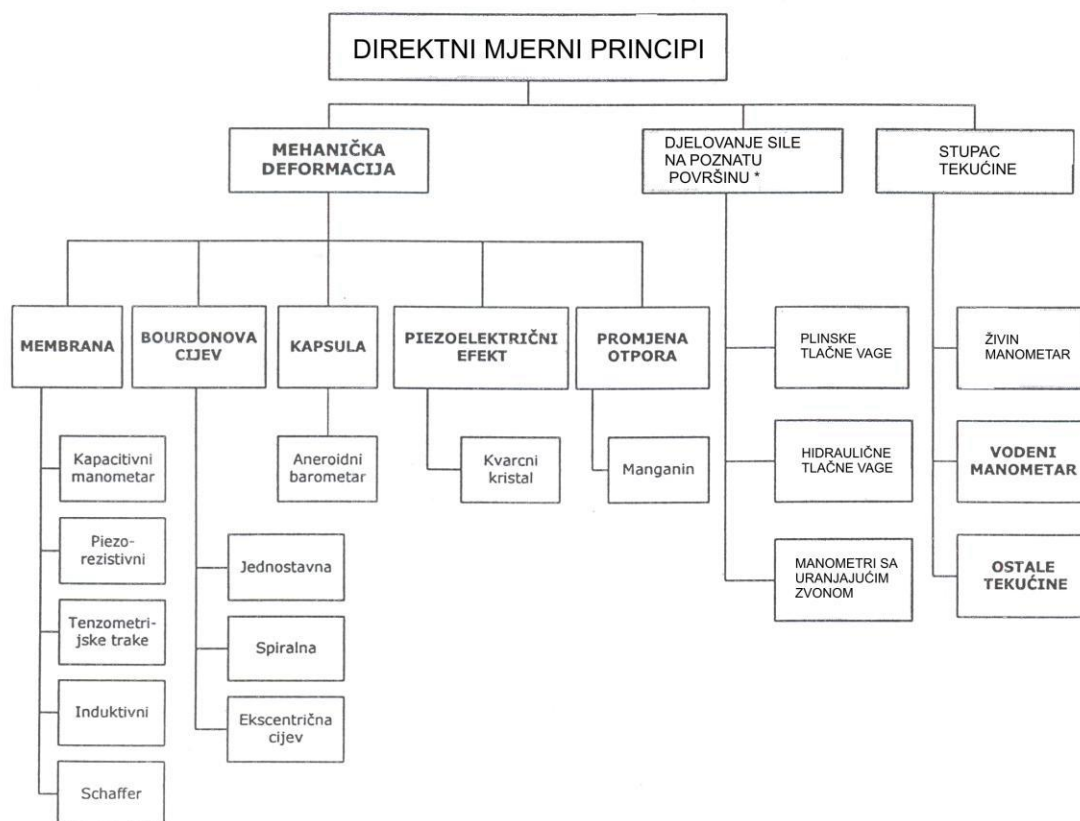 DIREKTNI MJERNI PRINCIPI
MEHANIČKA
DEFORMACIJA
DJELOVANJE SILE
NA POZNATU
POVRŠINU *
STUPAC
TEKUĆINE
MEMBRANA
BOURDONOVA
CIJEV
KAPSULA
PIEZOELEKTRIČNI
EFEKT
PROMJENA
OTPORA
PLINSKE
TLAČNE VAGE
ŽIVIN
MANOMETAR
Kapacitivni
manometar
Aneroidni
barometar
Kvarcni
kristal
Manganin
HIDRAULIČNE
TLAČNE VAGE
VODENI
MANOMETAR
Piezo-
rezistivni
Jednostavna
MANOMETRI SA
URANJAJUĆIM
ZVONOM
OSTALE
TEKUĆINE
Tenzometri-
jske trake
Spiralna
Induktivni
Ekscentrična
cijev
Schaffer